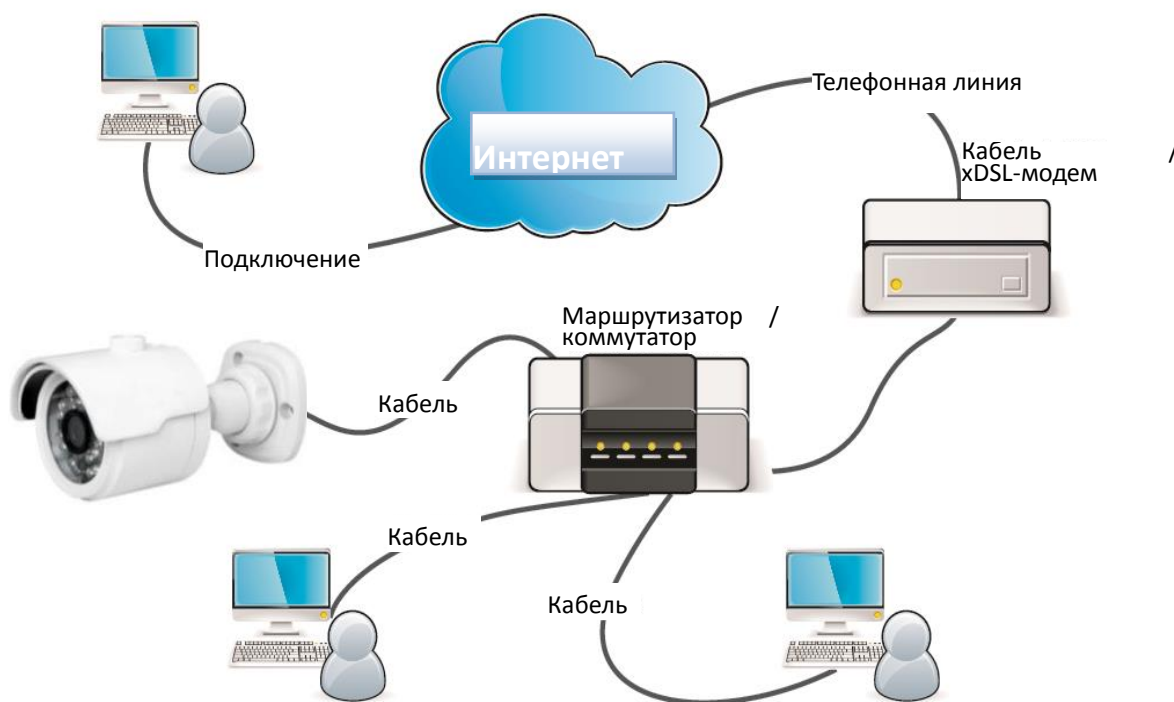 Телефонная линия
Интернет
Кабель /
xDSL-модем
Подключение
Маршрутизатор /
коммутатор
Кабель
Кабель
Кабель